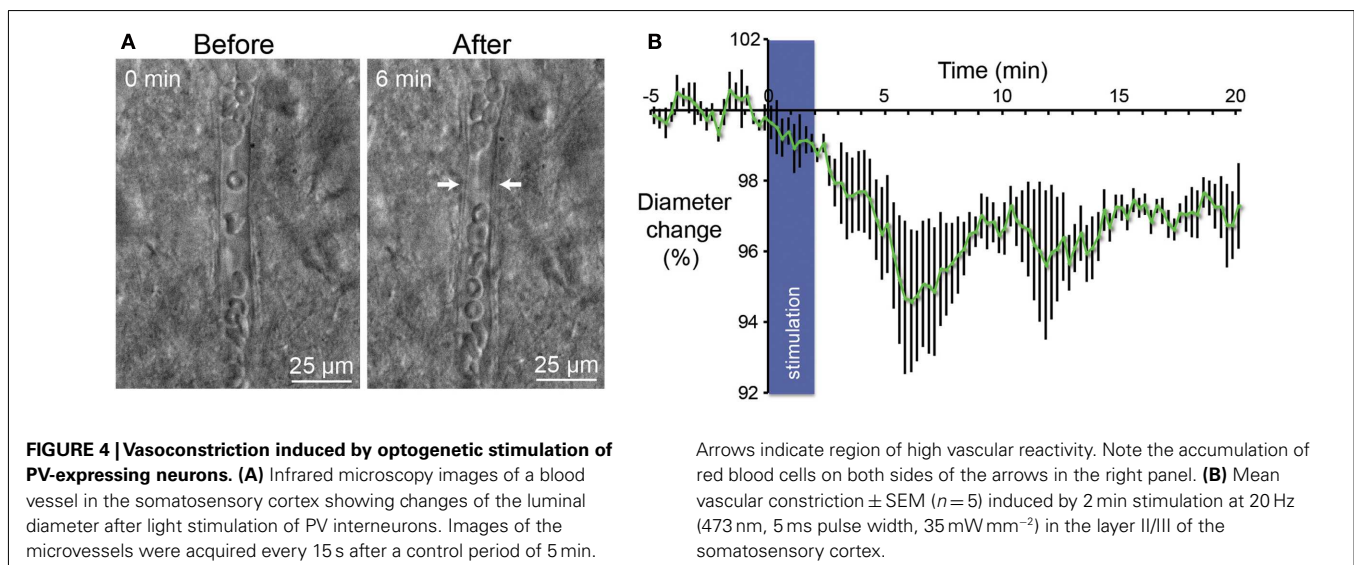 A
Before
After
0 min
6 min
25 µm
25 µm
B
102
Time (min)
-5
0
5
10
15
20
98
Diameter
change
(%)
96
94
92
stimulation
FIGURE 4 | Vasoconstriction induced by optogenetic stimulation of
PV-expressing neurons. (A) Infrared microscopy images of a blood
vessel in the somatosensory cortex showing changes of the luminal
diameter after light stimulation of PV interneurons. Images of the
microvessels were acquired every 15 s after a control period of 5 min.
Arrows indicate region of high vascular reactivity. Note the accumulation of
red blood cells on both sides of the arrows in the right panel. (B) Mean
vascular constriction ± SEM (n = 5) induced by 2 min stimulation at 20 Hz
(473 nm, 5 ms pulse width, 35 mW mm⁻²) in the layer II/III of the
somatosensory cortex.